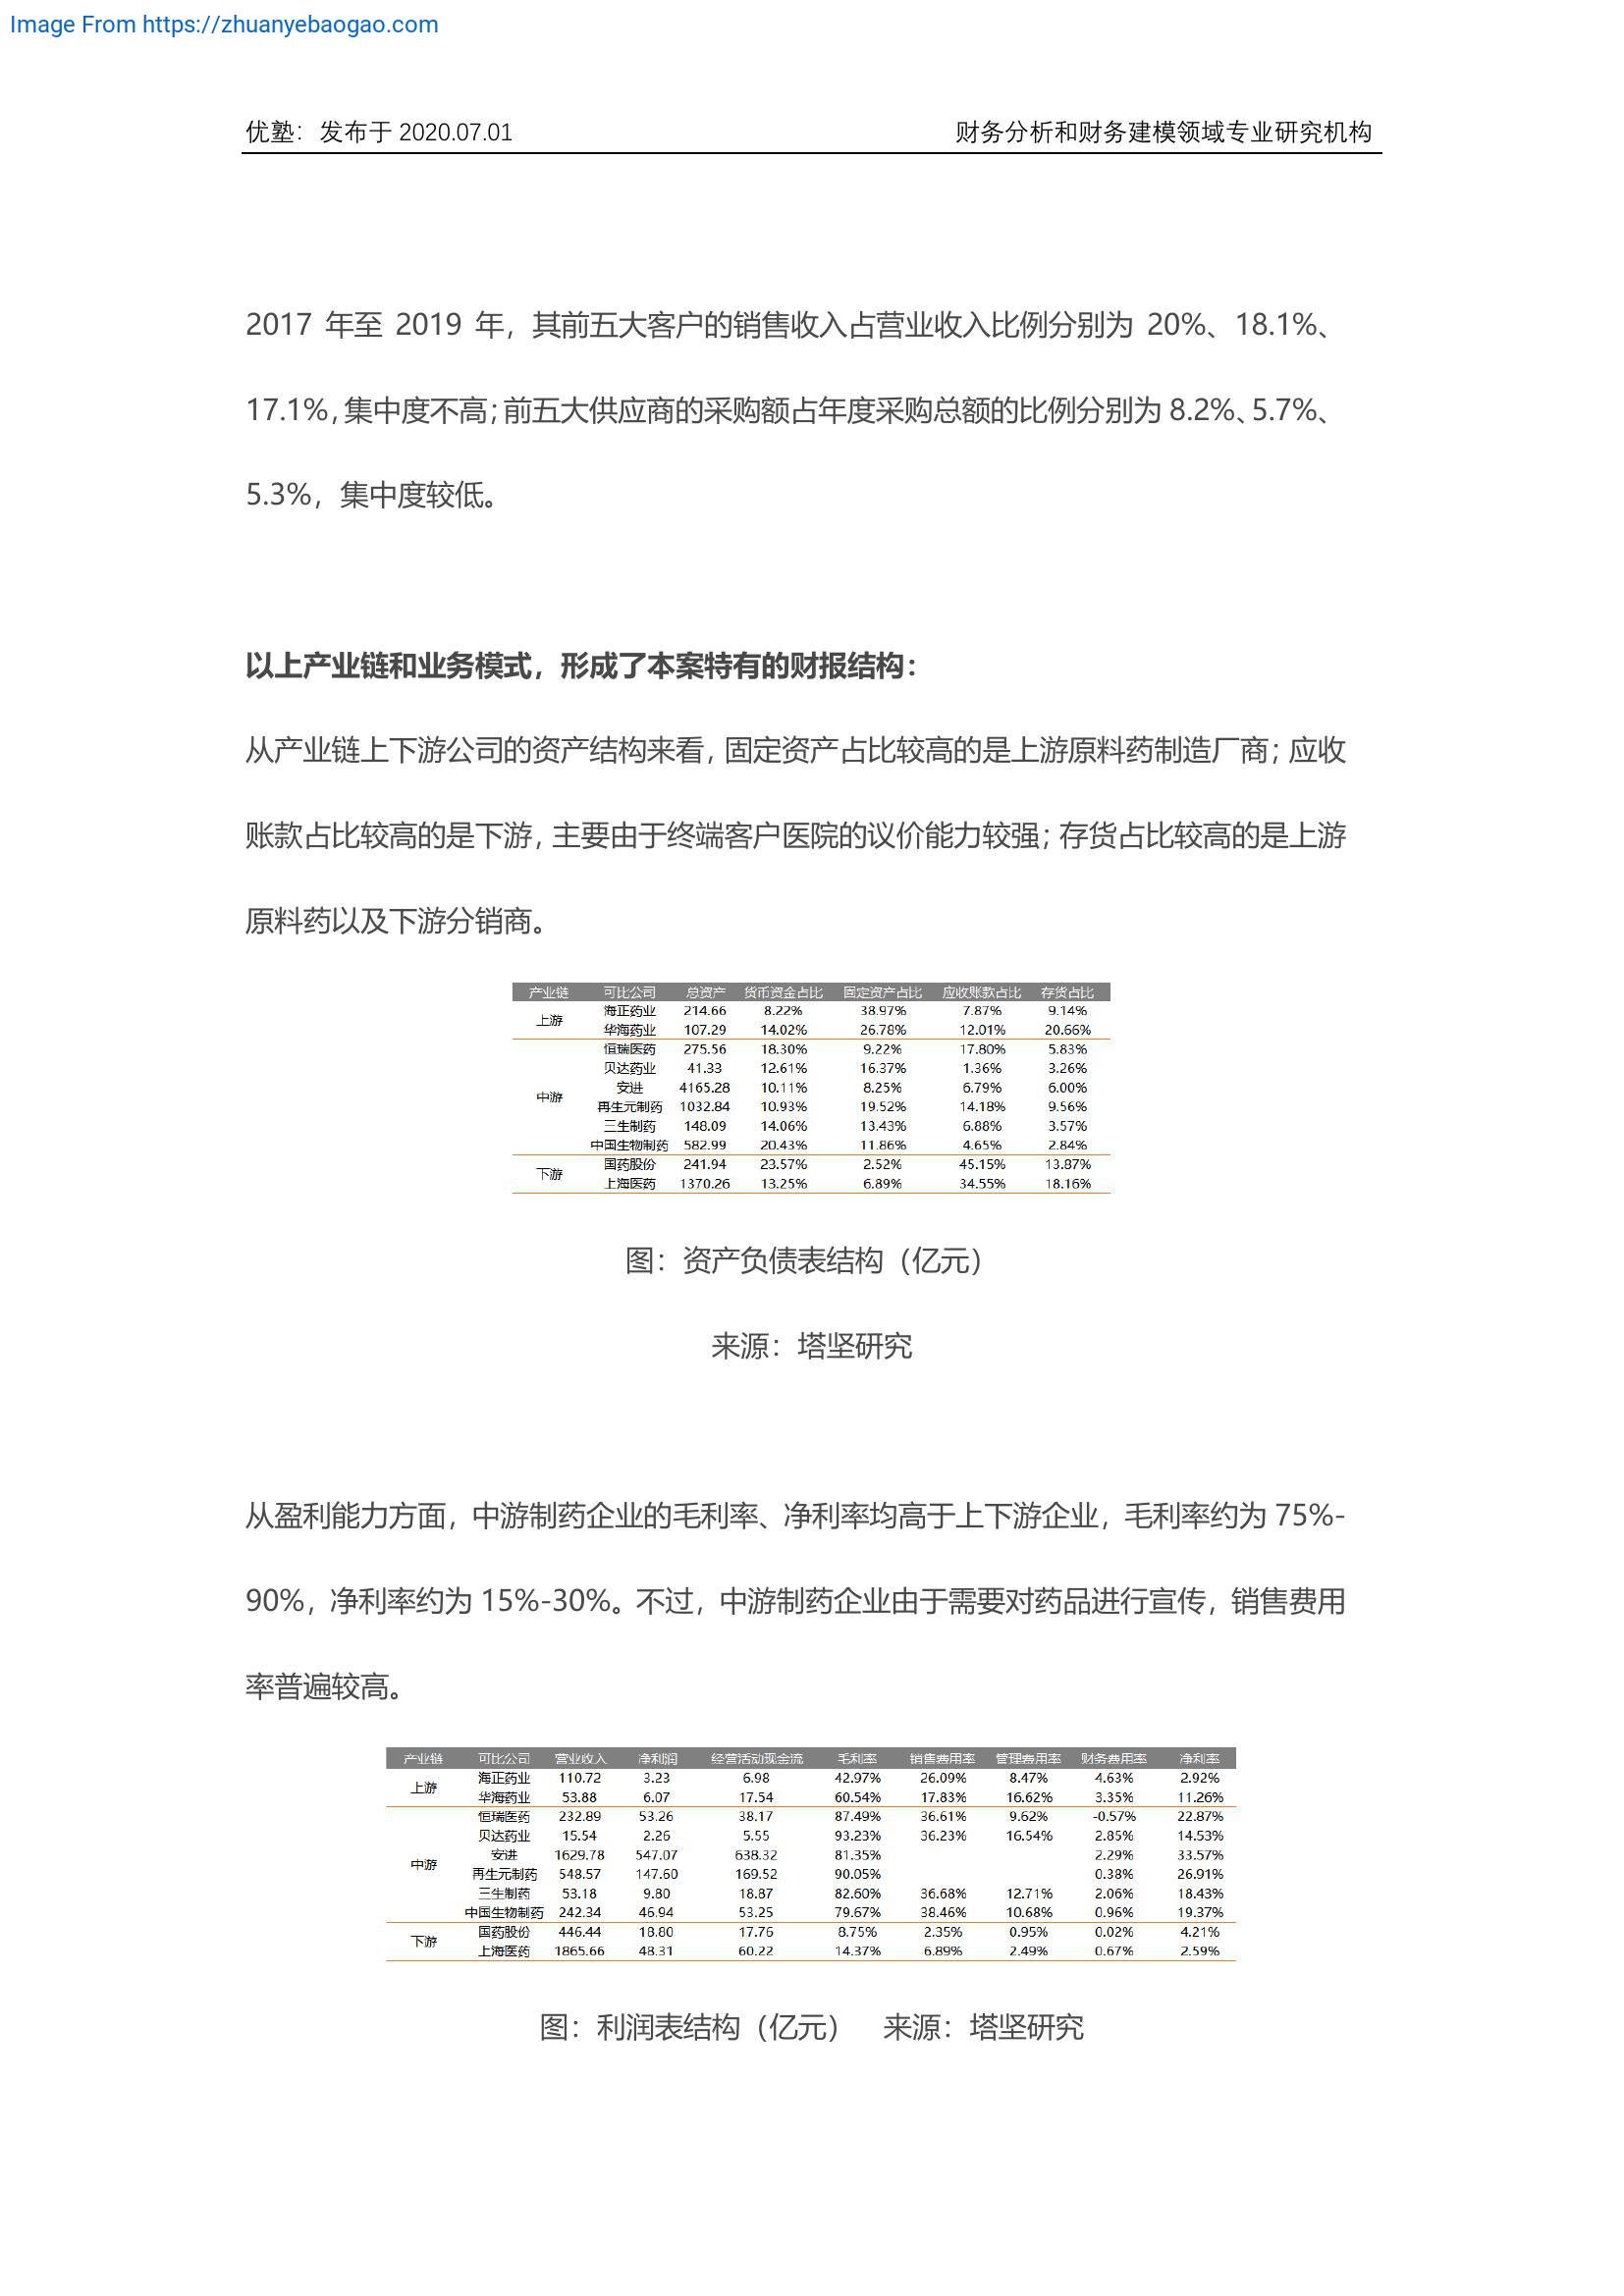 Image From https://zhuanyebaogao.com
优塾：发布于 2020.07.01 财务分析和财务建模领域专业研究机构
2017 年至 2019 年，其前五大客户的销售收入占营业收入比例分别为 20%、18.1%、
17.1%，集中度不高；前五大供应商的采购额占年度采购总额的比例分别为 8.2%、5.7%、
5.3%，集中度较低。
以上产业链和业务模式，形成了本案特有的财报结构：
从产业链上下游公司的资产结构来看，固定资产占比较高的是上游原料药制造厂商；应收
账款占比较高的是下游，主要由于终端客户医院的议价能力较强；存货占比较高的是上游
原料药以及下游分销商。
产业链 可比公司 总资产 货币资金占比 固定资产占比 应收账款占比 存货占比
上游 海正药业 214.66 8.22% 38.97% 7.87% 9.14%
华海药业 107.29 14.02% 26.78% 12.01% 20.66%
中游 恒瑞医药 275.56 18.30% 9.22% 17.80% 5.83%
贝达药业 41.33 12.61% 16.37% 1.36% 3.26%
安进 4165.28 10.11% 8.25% 6.79% 6.00%
再生元制药 1032.84 10.93% 19.52% 14.18% 9.56%
三生制药 148.09 14.06% 13.43% 6.88% 3.57%
中国生物制药 582.99 20.43% 11.86% 4.65% 2.84%
下游 国药股份 241.94 23.57% 2.52% 45.15% 13.87%
上海医药 1370.26 13.25% 6.89% 34.55% 18.16%
图：资产负债表结构（亿元）
来源：塔坚研究
从盈利能力方面，中游制药企业的毛利率、净利率均高于上下游企业，毛利率约为 75%-
90%，净利率约为 15%-30%。不过，中游制药企业由于需要对药品进行宣传，销售费用
率普遍较高。
产业链 可比公司 营业收入 净利润 经营活动现金流 毛利率 销售费用率 管理费用率 财务费用率 净利率
上游 海正药业 110.72 3.23 6.98 42.97% 26.09% 8.47% 4.63% 2.92%
华海药业 53.88 6.07 17.54 60.54% 17.83% 16.62% 3.35% 11.26%
中游 恒瑞医药 232.89 53.26 38.17 87.49% 36.61% 9.62% -0.57% 22.87%
贝达药业 15.54 2.26 5.55 93.23% 36.23% 16.54% 2.85% 14.53%
安进 1629.78 547.07 638.32 81.35% 2.29% 33.57%
再生元制药 548.57 147.60 169.52 90.05% 0.38% 26.91%
三生制药 53.18 9.80 18.87 82.60% 36.68% 12.71% 2.06% 18.43%
中国生物制药 242.34 46.94 53.25 79.67% 38.46% 10.68% 0.96% 19.37%
下游 国药股份 446.44 18.80 17.76 8.75% 2.35% 0.95% 0.02% 4.21%
上海医药 1865.66 48.31 60.22 14.37% 6.89% 2.49% 0.67% 2.59%
图：利润表结构（亿元） 来源：塔坚研究